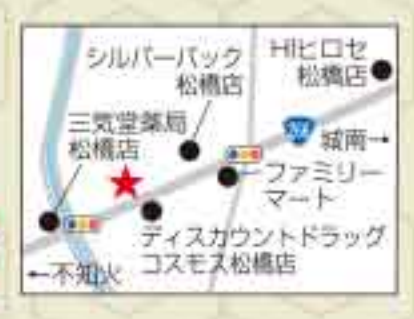 シルバーバック
松橋店
HIヒロセ
松橋店
三気堂薬局
松橋店
城南→
ファミリー
マート
ディスカウントドラッグ
コスモス松橋店
←不知火